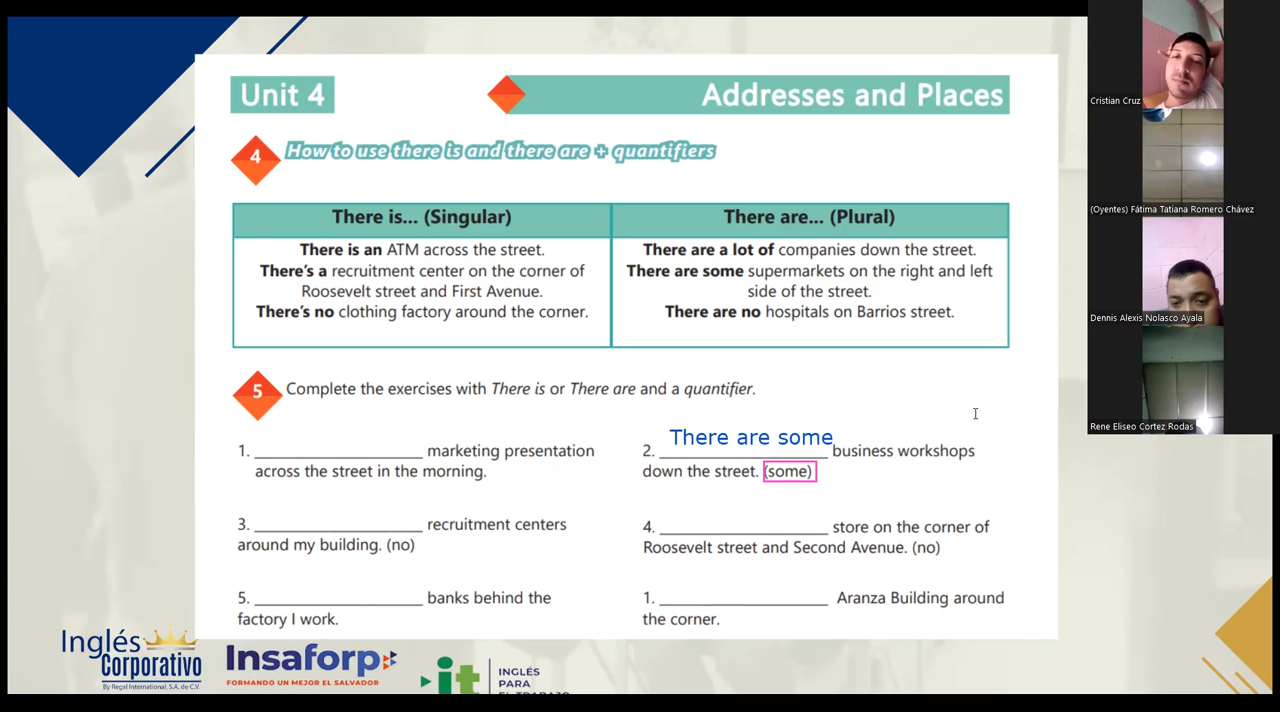 Unit 4
Addresses and Places
4
How to use there is and there are + quantifiers
There is... (Singular)
There are... (Plural)
There is an ATM across the street.
There's a recruitment center on the corner of
Roosevelt street and First Avenue.
There's no clothing factory around the corner.
There are a lot of companies down the street.
There are some supermarkets on the right and left
side of the street.
There are no hospitals on Barrios street.
5
Complete the exercises with There is or There are and a quantifier.
1. ____________________ marketing presentation
across the street in the morning.
There are some
2. ____________________ business workshops
down the street. (some)
3. ____________________ recruitment centers
around my building. (no)
4. ____________________ store on the corner of
Roosevelt street and Second Avenue. (no)
5. ____________________ banks behind the
factory I work.
1. ____________________ Aranza Building around
the corner.
Inglés
Corporativo
By Regal International, S.A. de C.V.
Insaforp
FORMANDO UN MEJOR EL SALVADOR
it
INGLÉS
PARA
EL TRABAJO
Cristian Cruz
(Oyentes) Fátima Tatiana Romero Chávez
Dennis Alexis Nolasco Ayala
Rene Eliseo Cortez Rodas